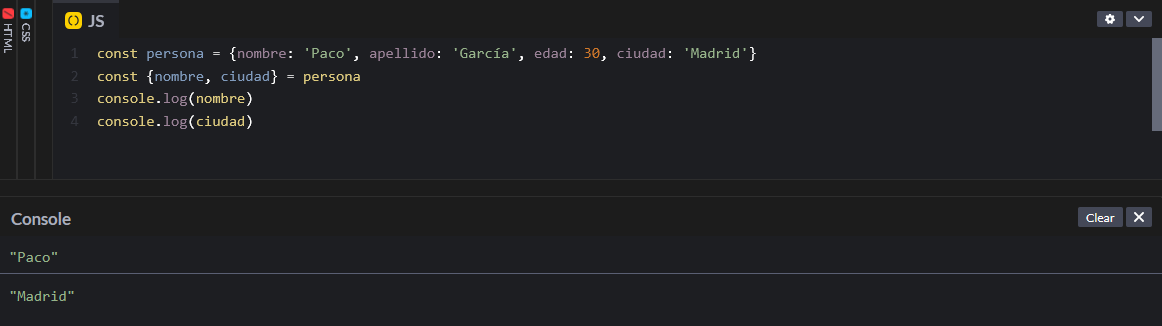 HTML
CSS
JS
1 const persona = {nombre: 'Paco', apellido: 'García', edad: 30, ciudad: 'Madrid'}
2 const {nombre, ciudad} = persona
3 console.log(nombre)
4 console.log(ciudad)
Console
Clear
"Paco"
"Madrid"